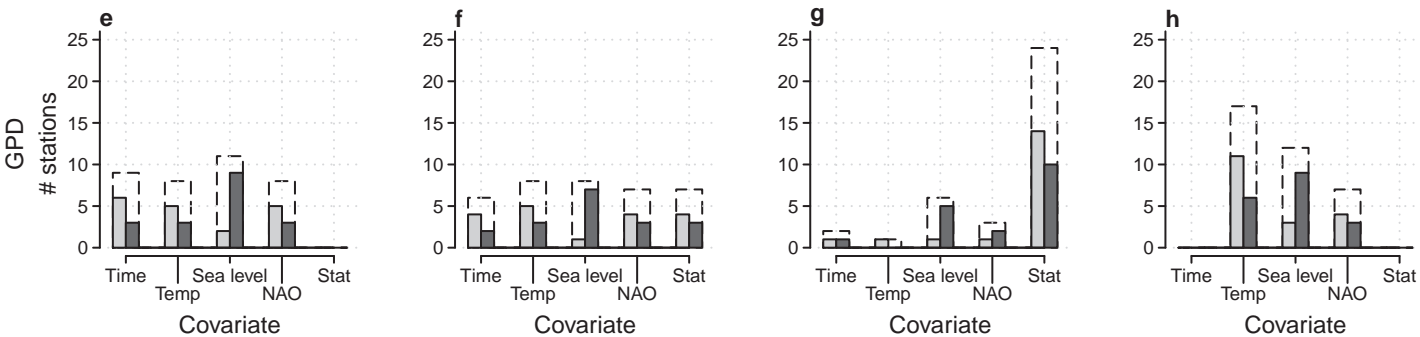 GPD
# stations
e
25
20
15
10
5
0
Time
Temp
Sea level
NAO
Stat
Covariate
f
25
20
15
10
5
0
Time
Temp
Sea level
NAO
Stat
Covariate
g
25
20
15
10
5
0
Time
Temp
Sea level
NAO
Stat
Covariate
h
25
20
15
10
5
0
Time
Temp
Sea level
NAO
Stat
Covariate